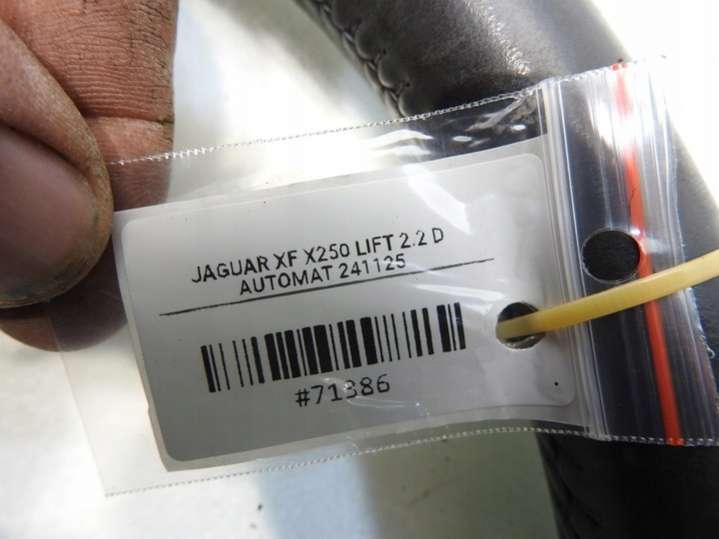 JAGUAR XF X250 LIFT 2.2 D
AUTOMAT 241125
#71386